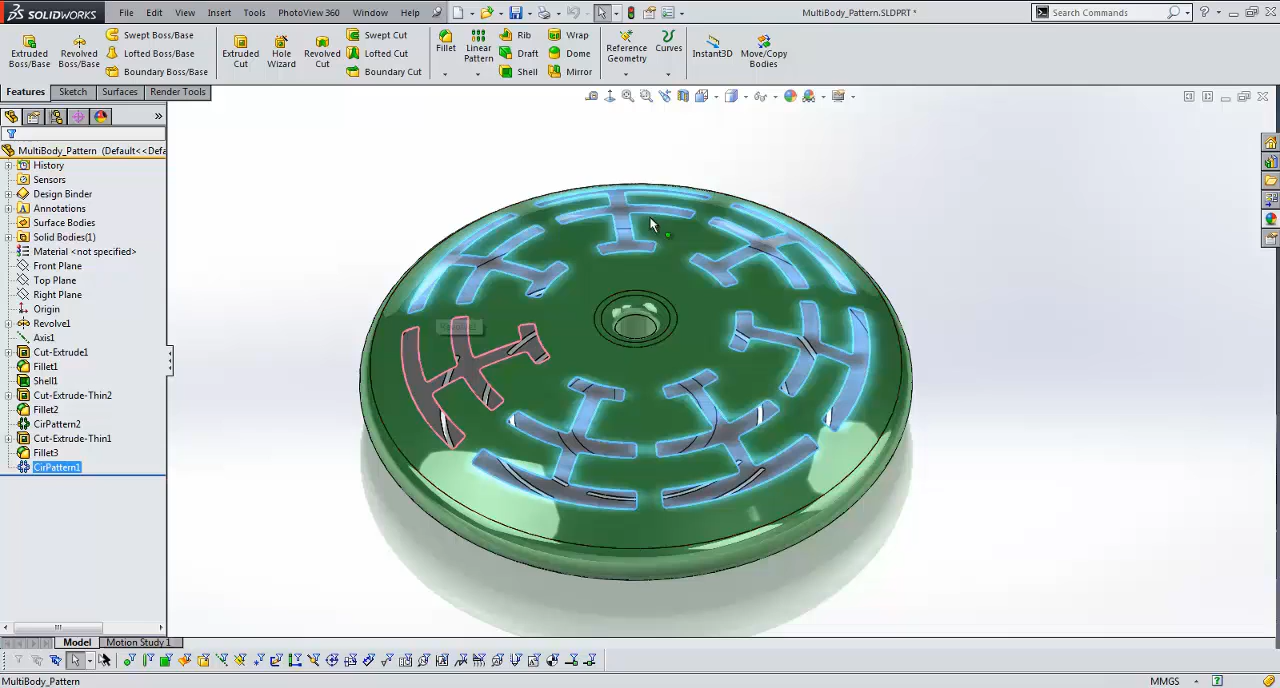 SOLIDWORKS File Edit View Insert Tools PhotoView 360 Window Help MultiBody_Pattern.SLDPRT * Search Commands
Extruded Boss/Base
Revolved Boss/Base
Swept Boss/Base
Lofted Boss/Base
Boundary Boss/Base
Extruded Cut
Hole Wizard
Revolved Cut
Swept Cut
Lofted Cut
Boundary Cut
Fillet
Linear Pattern
Rib
Draft
Shell
Wrap
Dome
Mirror
Reference Geometry
Curves
Instant3D
Move/Copy Bodies
Features Sketch Surfaces Render Tools
MultiBody_Pattern (Default<<Defa
History
Sensors
Design Binder
Annotations
Surface Bodies
Solid Bodies(1)
Material <not specified>
Front Plane
Top Plane
Right Plane
Origin
Revolve1
Axis1
Cut-Extrude1
Fillet1
Shell1
Cut-Extrude-Thin2
Fillet2
CirPattern2
Cut-Extrude-Thin1
Fillet3
CirPattern1
Model Motion Study 1
MultiBody_Pattern MMGS